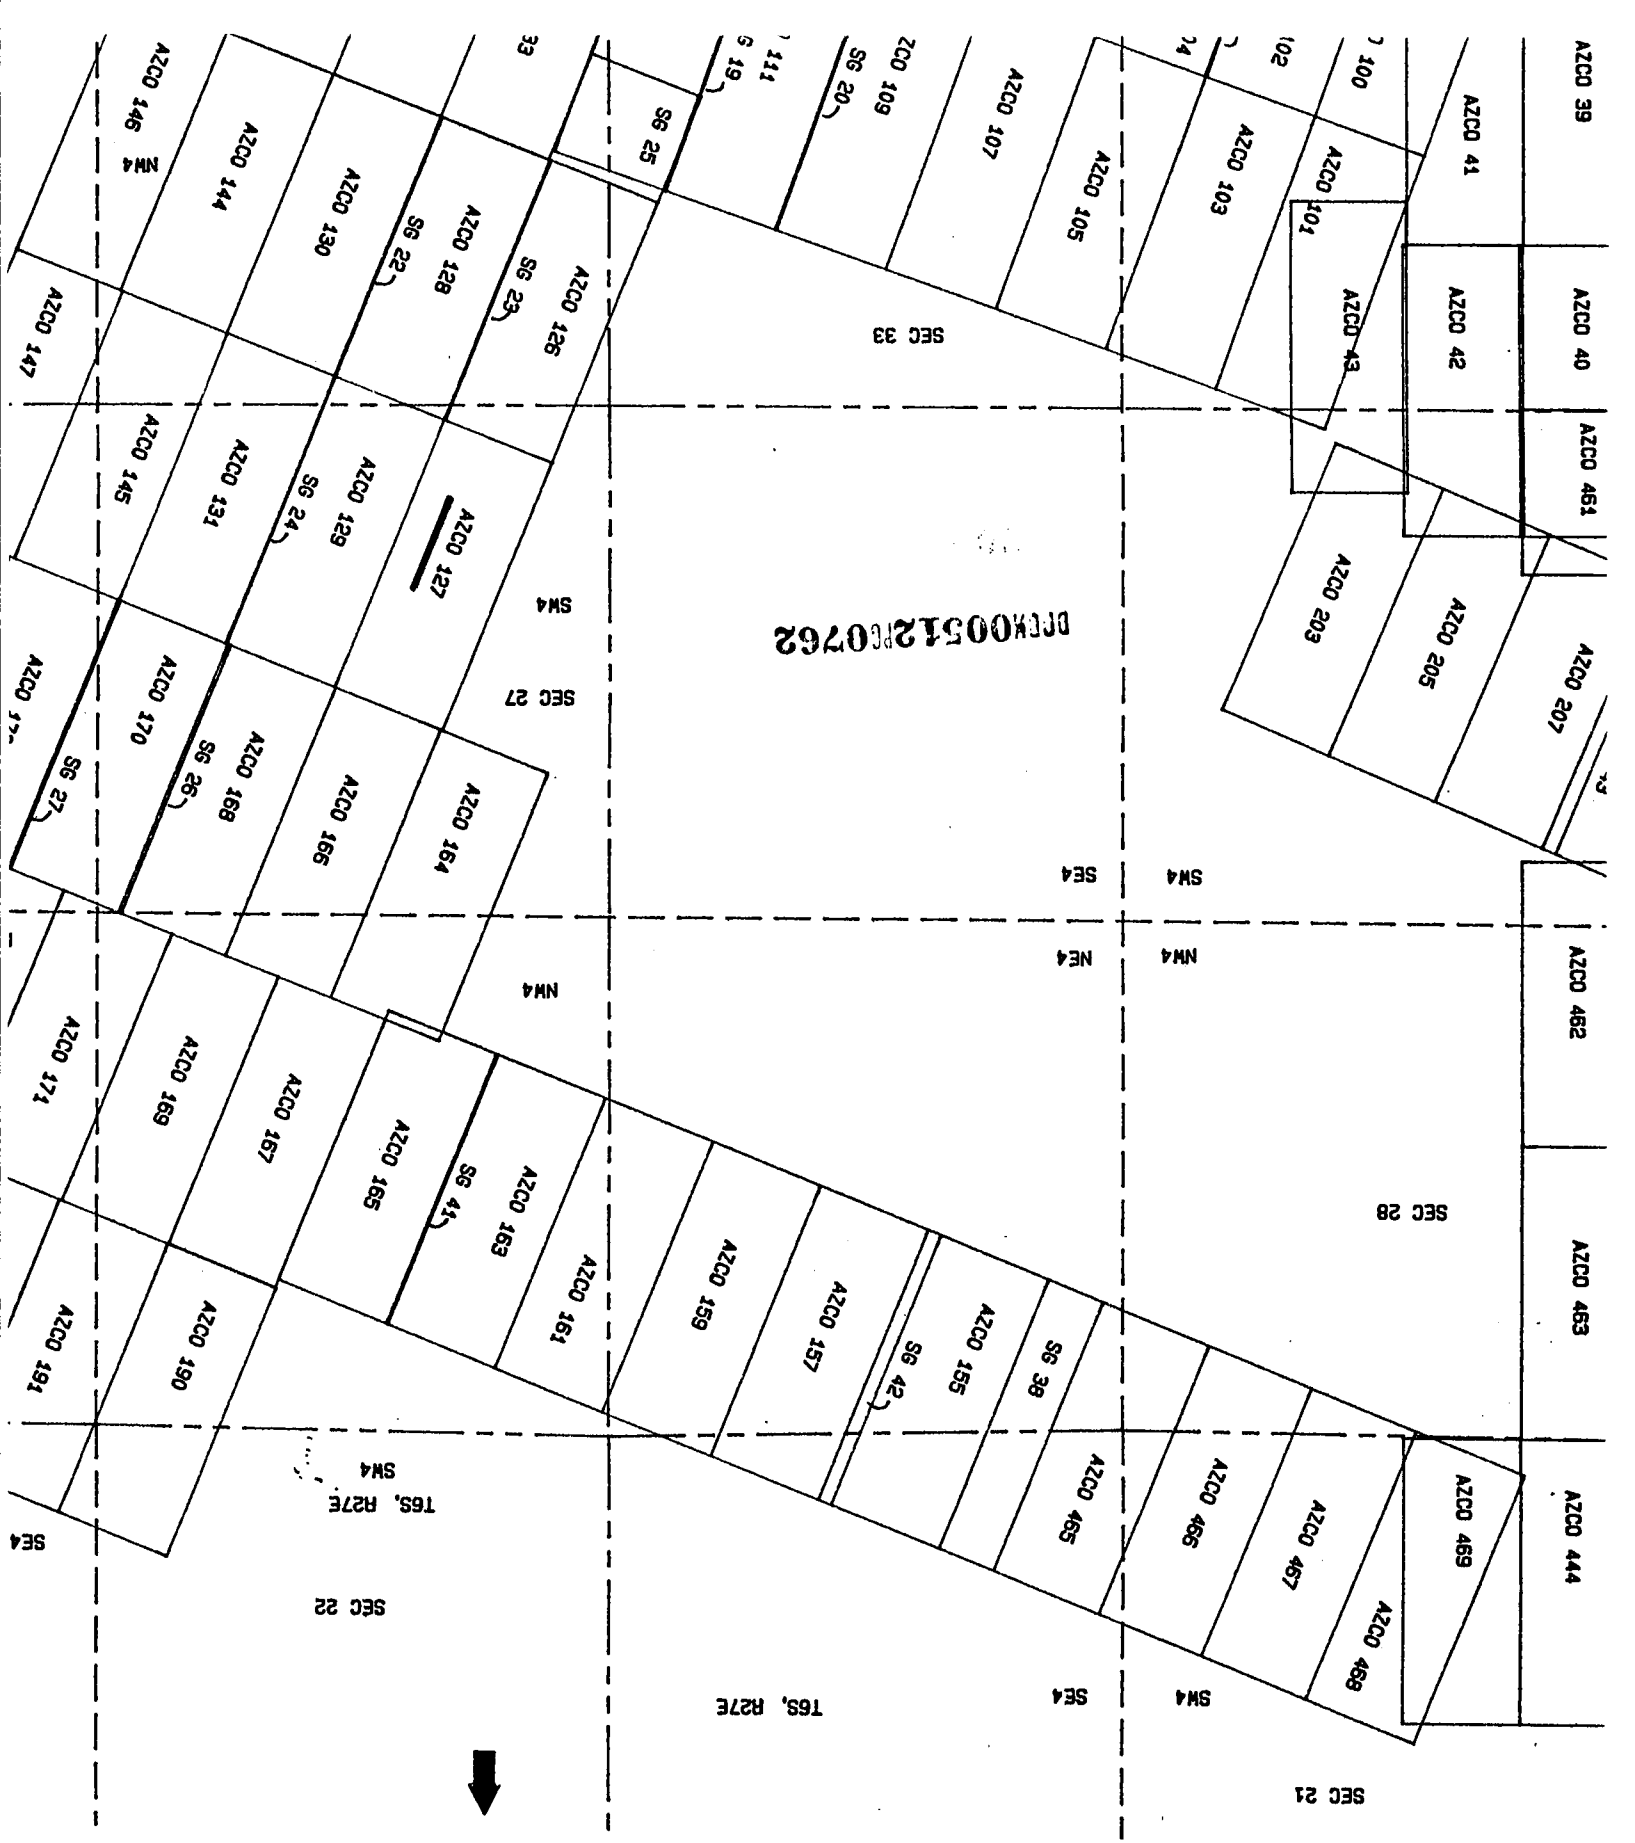 AZCO 146
NW4
AZCO 144
AZCO 130
SG 22
AZCO 128
SG 23
AZCO 126
33
SG 25
SG 19
111
SG 20
AZCO 109
AZCO 107
AZCO 105
AZCO 103
102
AZCO 101
100
AZCO 41
AZCO 39
AZCO 43
AZCO 42
AZCO 40
SEC 33
AZCO 147
AZCO 145
AZCO 131
SG 24
AZCO 129
AZCO 127
SW4
AZCO 461
AZCO 203
AZCO 205
AZCO 207
00512
0762
SEC 27
AZCO
SG 27
AZCO 170
SG 26
AZCO 168
AZCO 166
AZCO 164
SE4
SW4
NE4
NW4
NW4
AZCO 462
AZCO 171
AZCO 169
AZCO 167
AZCO 165
SG 41
AZCO 163
AZCO 161
AZCO 159
AZCO 157
SG 42
AZCO 155
SG 38
SEC 28
AZCO 463
AZCO 191
AZCO 190
SW4
T6S, R27E
SE4
SEC 22
AZCO 465
AZCO 466
AZCO 467
AZCO 468
AZCO 469
AZCO 444
T6S, R27E
SE4
SW4
SEC 21